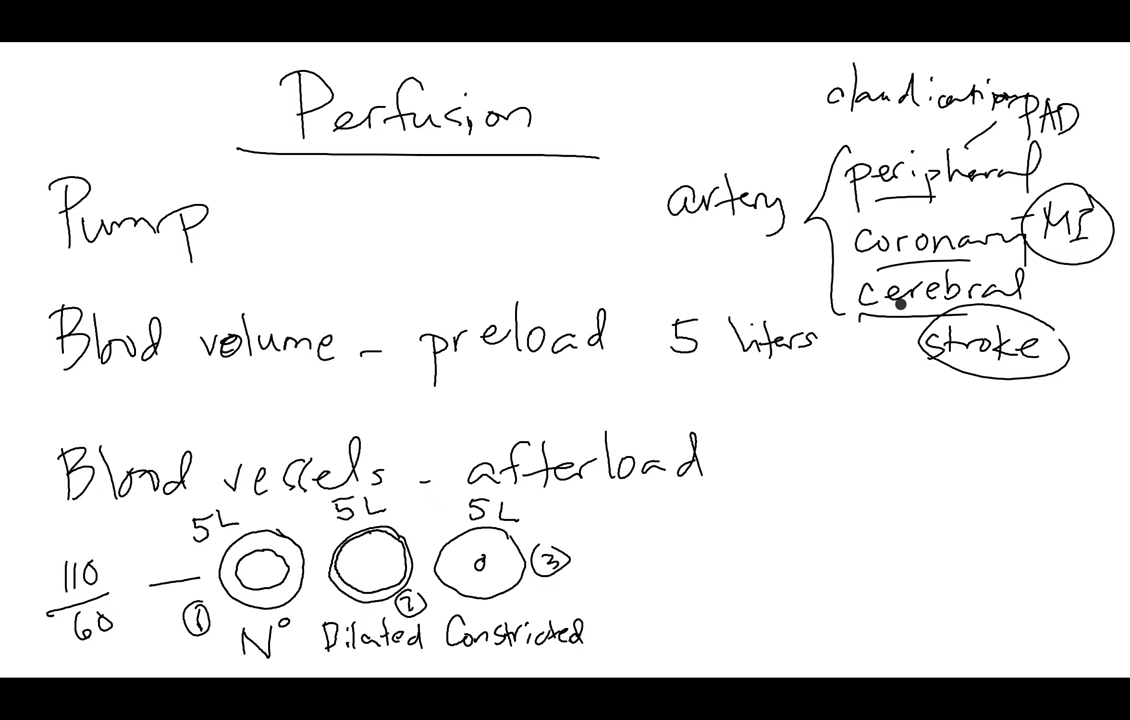 Perfusion
claudication PAD
Pump
artery
peripheral
coronary - MI
cerebral
stroke
Blood volume - preload 5 liters
Blood vessels - afterload
5L 5L 5L
110
60
1 2 3
N° Dilated Constricted